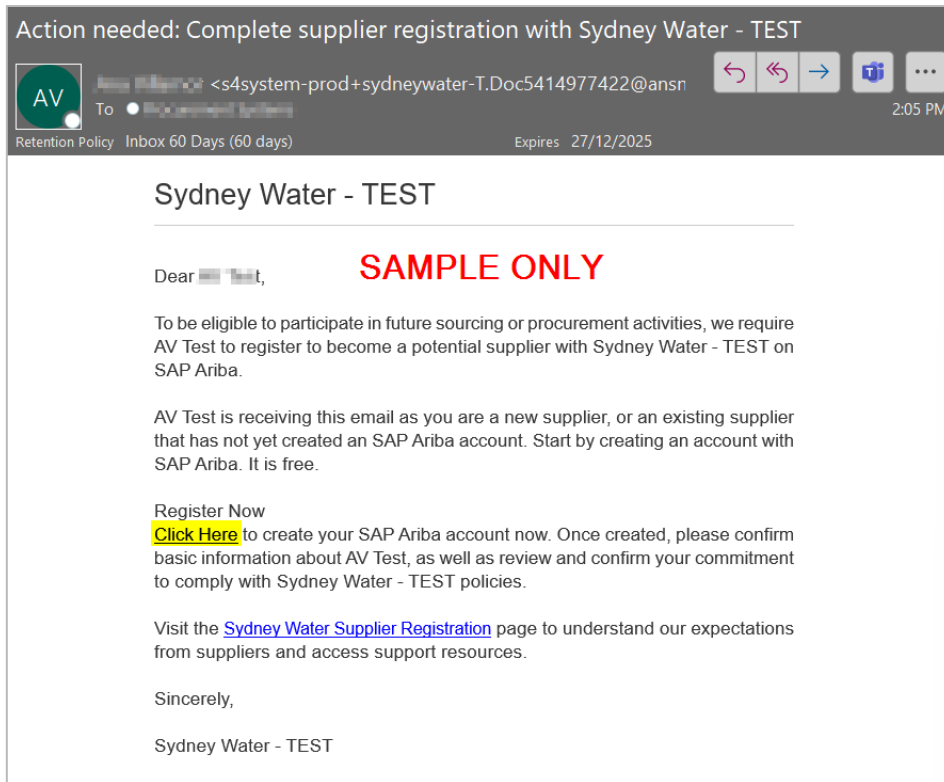 Action needed: Complete supplier registration with Sydney Water - TEST
AV
<s4system-prod+sydneywater-T.Doc5414977422@ansn
To
2:05 PM
Retention Policy Inbox 60 Days (60 days) Expires 27/12/2025
Sydney Water - TEST
SAMPLE ONLY
Dear
To be eligible to participate in future sourcing or procurement activities, we require
AV Test to register to become a potential supplier with Sydney Water - TEST on
SAP Ariba.
AV Test is receiving this email as you are a new supplier, or an existing supplier
that has not yet created an SAP Ariba account. Start by creating an account with
SAP Ariba. It is free.
Register Now
Click Here to create your SAP Ariba account now. Once created, please confirm
basic information about AV Test, as well as review and confirm your commitment
to comply with Sydney Water - TEST policies.
Visit the Sydney Water Supplier Registration page to understand our expectations
from suppliers and access support resources.
Sincerely,
Sydney Water - TEST